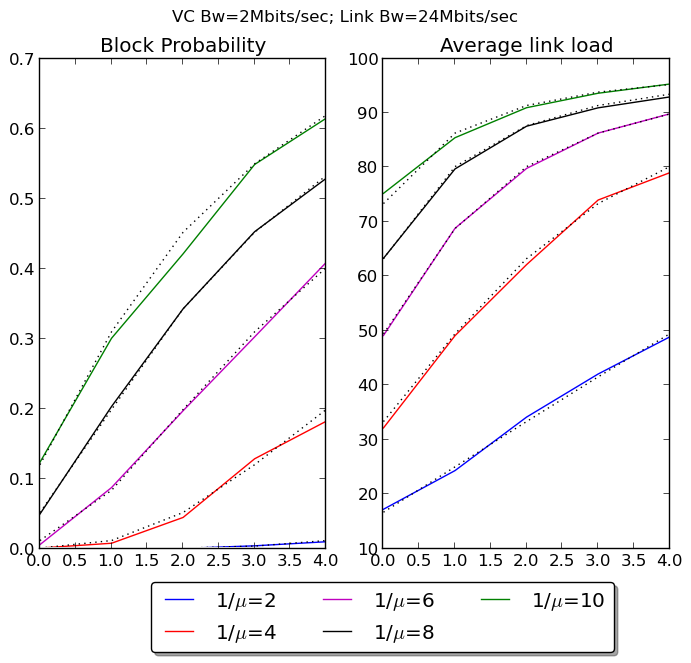 VC Bw=2Mbits/sec; Link Bw=24Mbits/sec
Block Probability
Average link load
0.7
0.6
0.5
0.4
0.3
0.2
0.1
0.0
0.0 0.5 1.0 1.5 2.0 2.5 3.0 3.5 4.0
100
90
80
70
60
50
40
30
20
10
0.0 0.5 1.0 1.5 2.0 2.5 3.0 3.5 4.0
1/μ=2 1/μ=6 1/μ=10
1/μ=4 1/μ=8